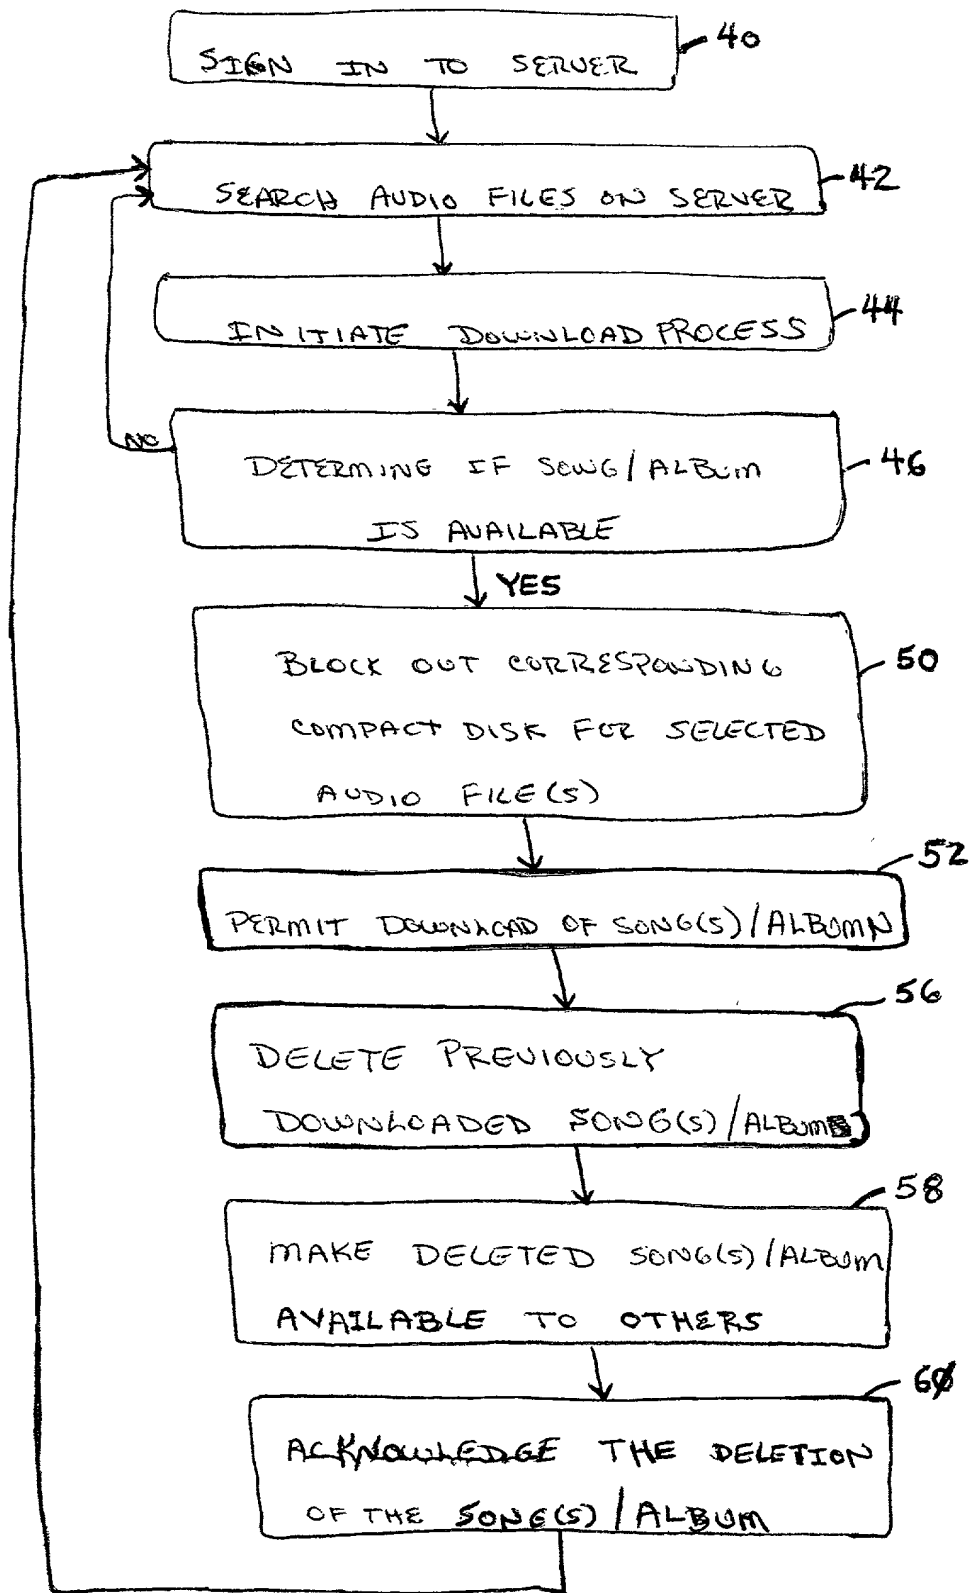 SIGN IN TO SERVER
40
SEARCH AUDIO FILES ON SERVER
42
INITIATE DOWNLOAD PROCESS
44
NO
DETERMINE IF SONG/ALBUM
IS AVAILABLE
46
YES
BLOCK OUT CORRESPONDING
COMPACT DISK FOR SELECTED
AUDIO FILE(S)
50
PERMIT DOWNLOAD OF SONG(S)/ALBUMN
52
DELETE PREVIOUSLY
DOWNLOADED SONG(S)/ALBUM
56
MAKE DELETED SONG(S)/ALBUM
AVAILABLE TO OTHERS
58
ACKNOWLEDGE THE DELETION
OF THE SONG(S)/ALBUM
60